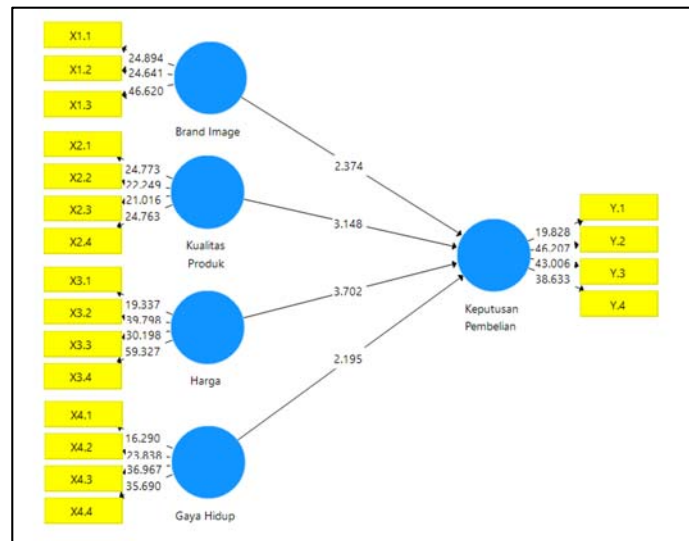 X1.1
24.894
X1.2
24.641
46.620
X1.3
Brand Image
X2.1
24.773
X2.2
22.249
X2.3
21.016
24.763
X2.4
Kualitas
Produk
X3.1
19.337
X3.2
39.798
X3.3
30.198
59.327
X3.4
Harga
X4.1
16.290
X4.2
23.838
X4.3
36.967
35.690
X4.4
Gaya Hidup
2.374
3.148
3.702
2.195
Keputusan
Pembelian
19.828
Y.1
46.207
Y.2
43.006
Y.3
38.633
Y.4